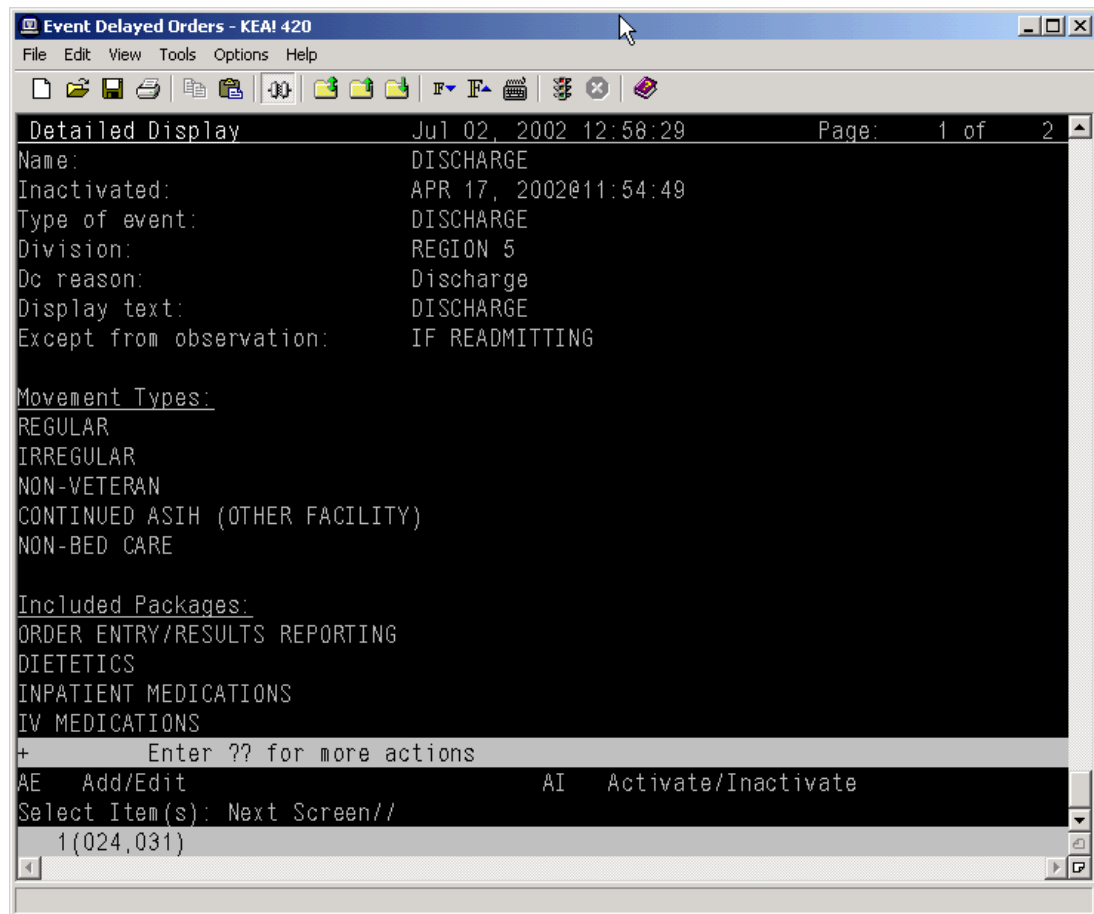 Event Delayed Orders - KEA! 420
File Edit View Tools Options Help
Detailed Display Jul 02, 2002 12:58:29 Page: 1 of 2
Name: DISCHARGE
Inactivated: APR 17, 2002@11:54:49
Type of event: DISCHARGE
Division: REGION 5
Dc reason: Discharge
Display text: DISCHARGE
Except from observation: IF READMITTING
Movement Types:
REGULAR
IRREGULAR
NON-VETERAN
CONTINUED ASIH (OTHER FACILITY)
NON-BED CARE
Included Packages:
ORDER ENTRY/RESULTS REPORTING
DIETETICS
INPATIENT MEDICATIONS
IV MEDICATIONS
+ Enter ?? for more actions
AE Add/Edit AI Activate/Inactivate
Select Item(s): Next Screen//
1(024,031)